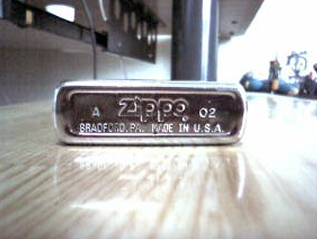 A zippo 02
BRADFORD, PA. MADE IN U.S.A.